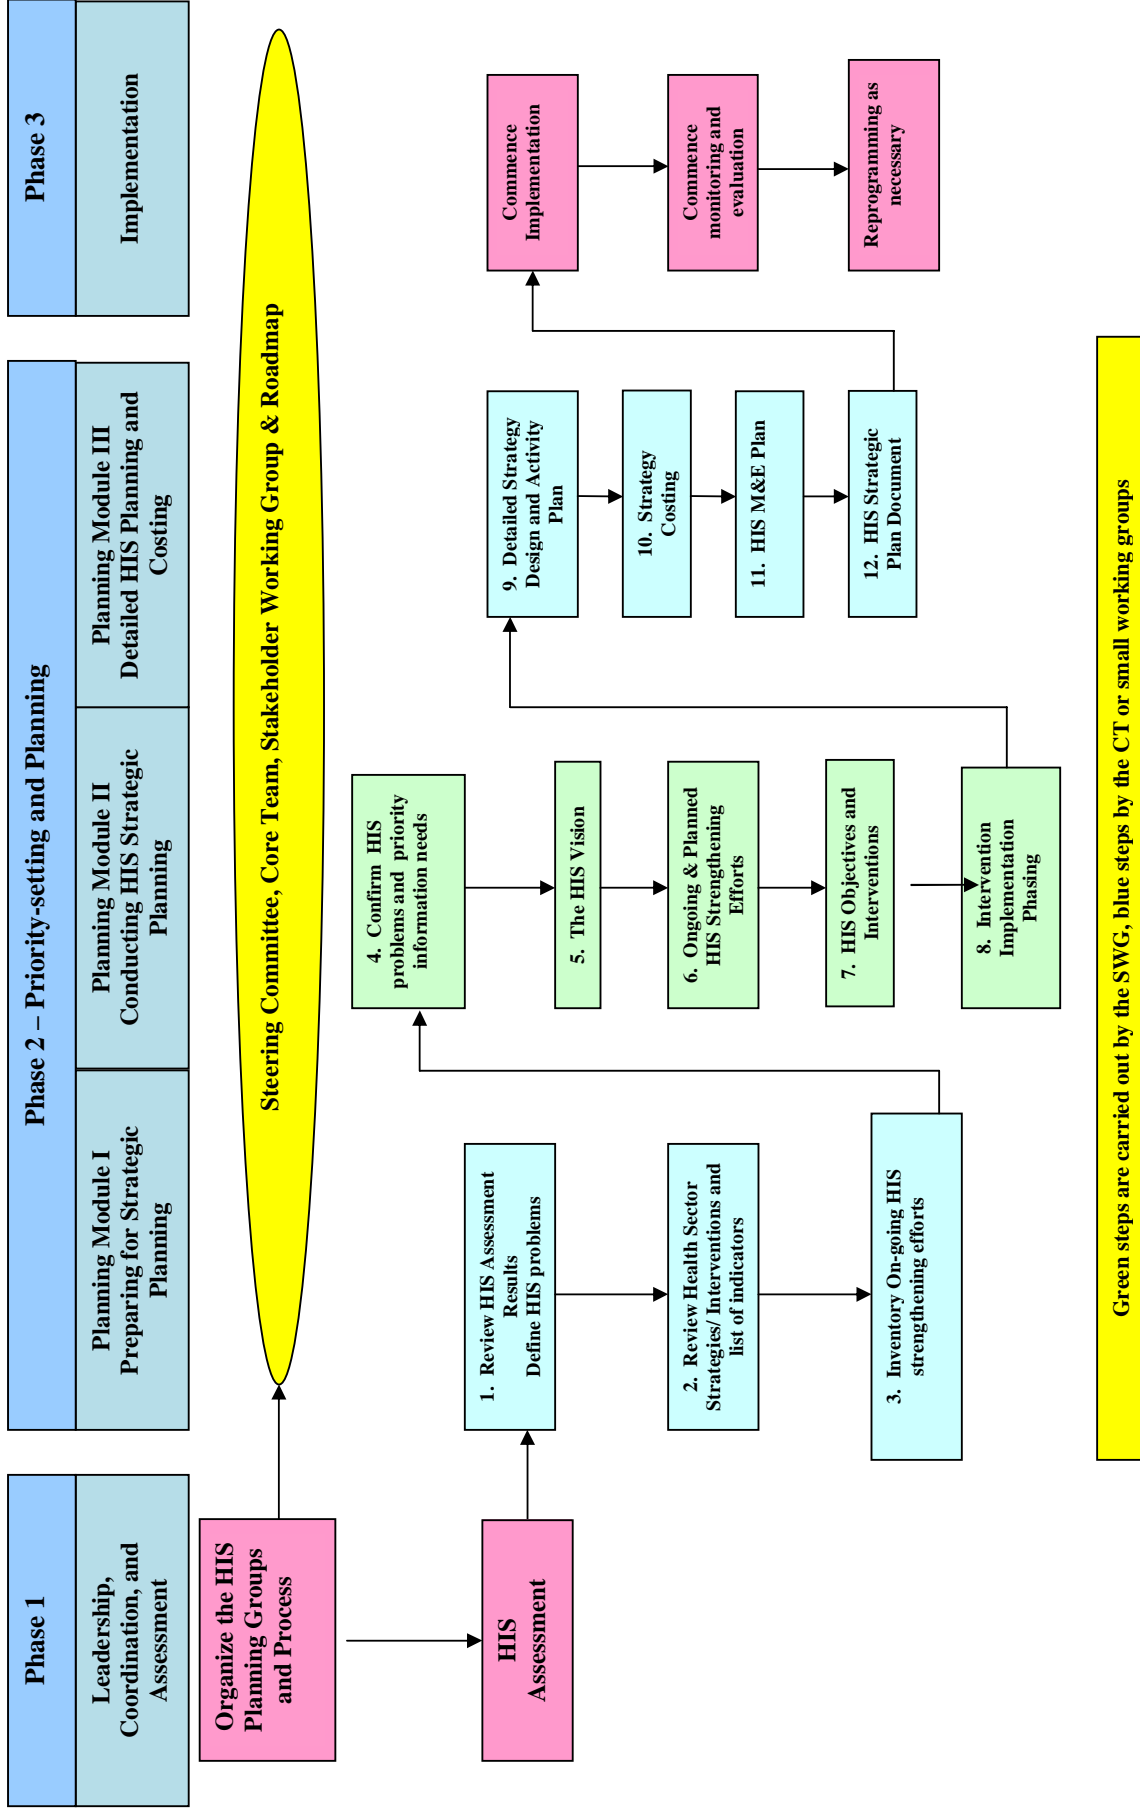 Phase 1
Phase 2 – Priority-setting and Planning
Phase 3
Leadership,
Coordination, and
Assessment
Planning Module I
Preparing for Strategic
Planning
Planning Module II
Conducting HIS Strategic
Planning
Planning Module III
Detailed HIS Planning and
Costing
Implementation
Organize the HIS
Planning Groups
and Process
Steering Committee, Core Team, Stakeholder Working Group & Roadmap
HIS
Assessment
1. Review HIS Assessment
Results
Define HIS problems
2. Review Health Sector
Strategies/ Interventions and
list of indicators
3. Inventory On-going HIS
strengthening efforts
4. Confirm HIS
problems and priority
information needs
5. The HIS Vision
6. Ongoing & Planned
HIS Strengthening
Efforts
7. HIS Objectives and
Interventions
8. Intervention
Implementation
Phasing
9. Detailed Strategy
Design and Activity
Plan
10. Strategy
Costing
11. HIS M&E Plan
12. HIS Strategic
Plan Document
Commence
Implementation
Commence
monitoring and
evaluation
Reprogramming as
necessary
Green steps are carried out by the SWG, blue steps by the CT or small working groups